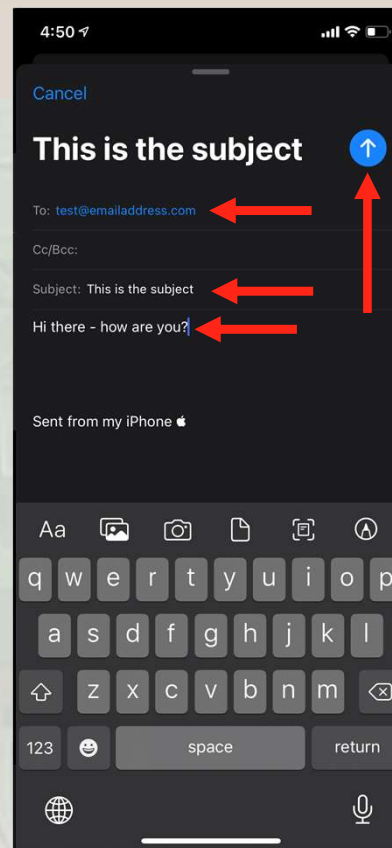 4:50
Cancel
This is the subject
To: test@emailaddress.com
Cc/Bcc:
Subject: This is the subject
Hi there - how are you?
Sent from my iPhone 
Aa
q w e r t y u i o p
a s d f g h j k l
z x c v b n m
123 space return